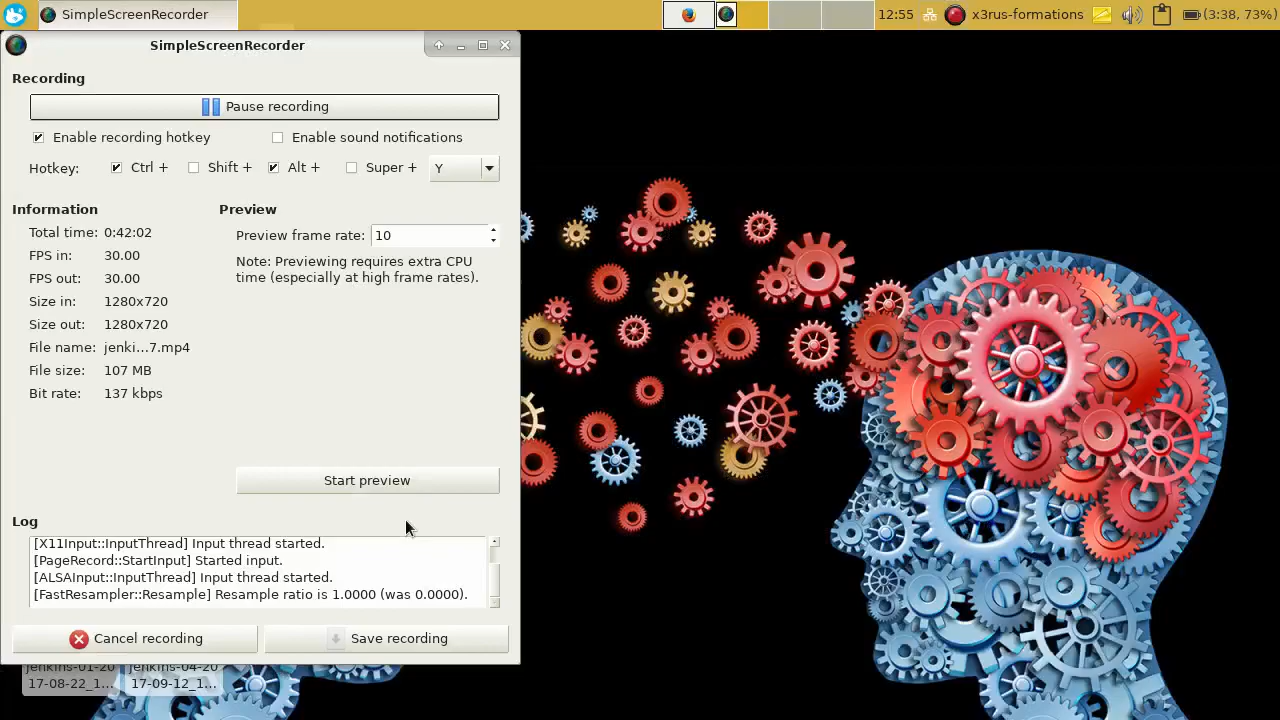 SimpleScreenRecorder
12:55
x3rus-formations
(3:38, 73%)
SimpleScreenRecorder
Recording
Pause recording
Enable recording hotkey
Enable sound notifications
Hotkey:
Ctrl +
Shift +
Alt +
Super +
Y
Information
Total time: 0:42:02
FPS in: 30.00
FPS out: 30.00
Size in: 1280x720
Size out: 1280x720
File name: jenki...7.mp4
File size: 107 MB
Bit rate: 137 kbps
Preview
Preview frame rate: 10
Note: Previewing requires extra CPU
time (especially at high frame rates).
Start preview
Log
[X11Input::InputThread] Input thread started.
[PageRecord::StartInput] Started input.
[ALSAInput::InputThread] Input thread started.
[FastResampler::Resample] Resample ratio is 1.0000 (was 0.0000).
Cancel recording
Save recording
jenkins-01-20
17-08-22_1...
jenkins-04-20
17-09-12_1...